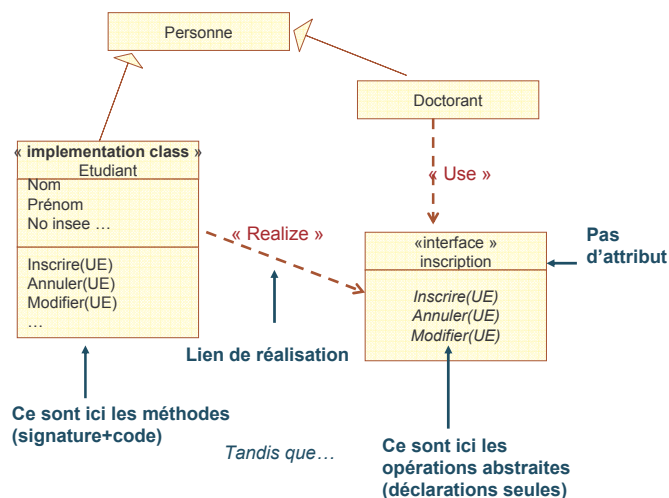 Personne
Doctorant
« implementation class »
Etudiant
Nom
Prénom
No insee …
Inscrire(UE)
Annuler(UE)
Modifier(UE)
…
« Use »
« Realize »
«interface »
inscription
Inscrire(UE)
Annuler(UE)
Modifier(UE)
Pas
d’attribut
Lien de réalisation
Ce sont ici les méthodes
(signature+code)
Tandis que…
Ce sont ici les
opérations abstraites
(déclarations seules)